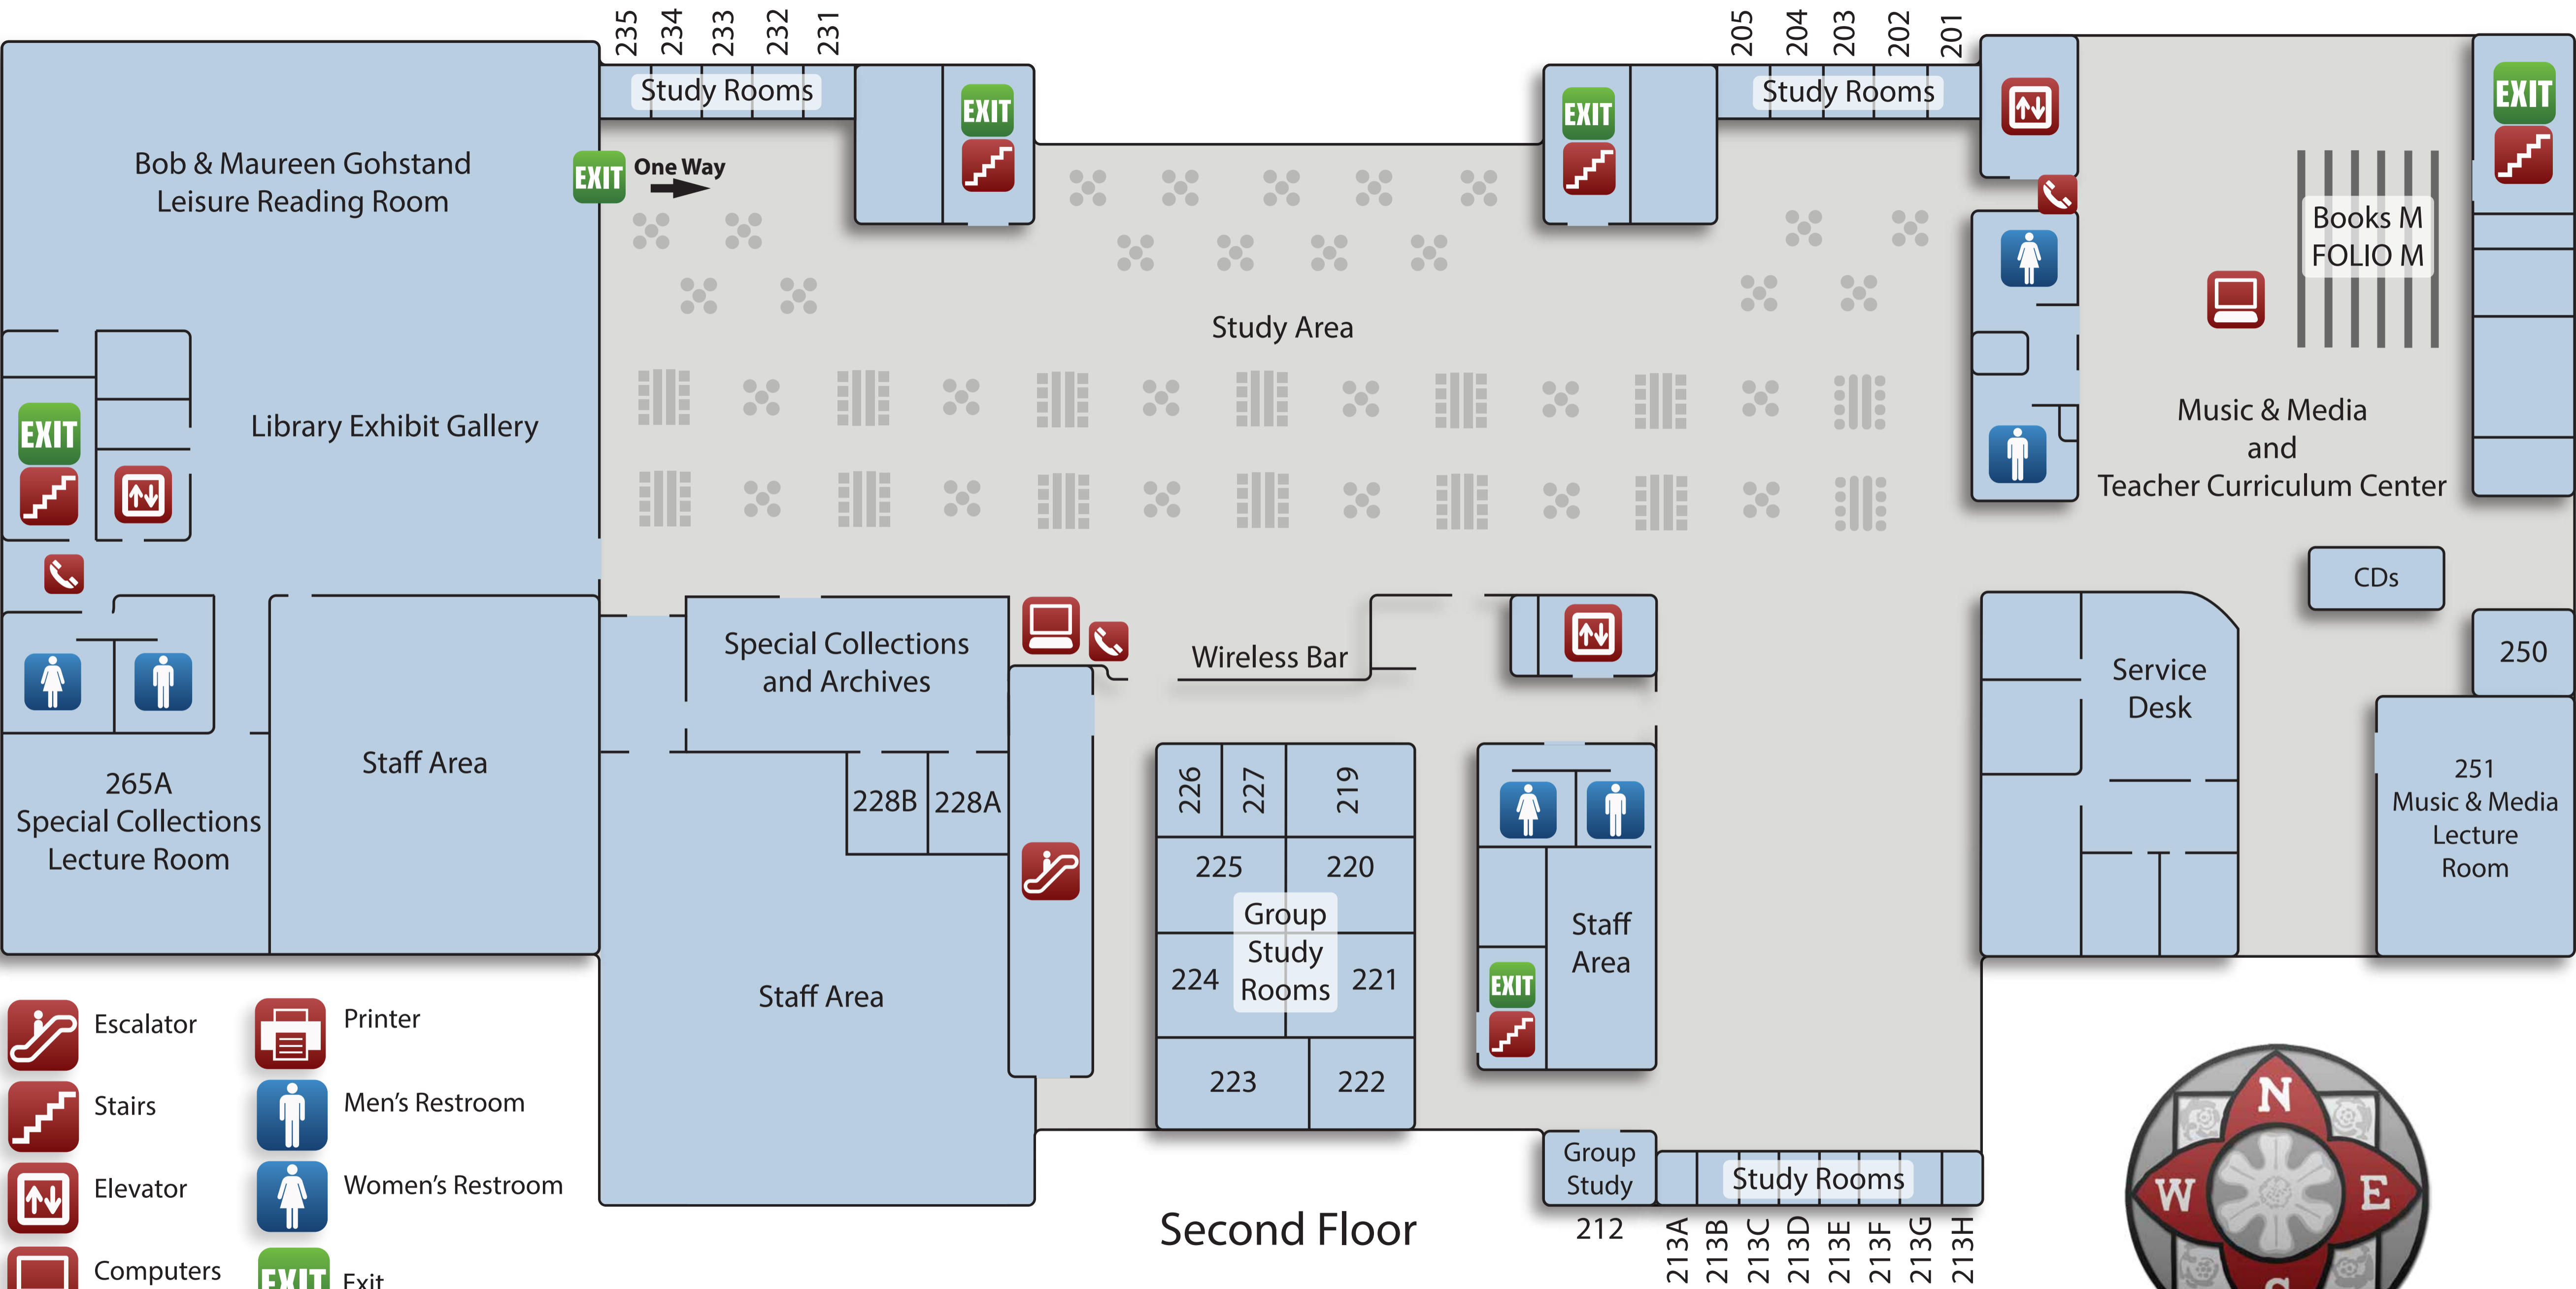 235
234
233
232
231
205
204
203
202
201
Study Rooms
EXIT
EXIT
Study Rooms
EXIT
Bob & Maureen Gohstand
Leisure Reading Room
EXIT
One Way
Books M
FOLIO M
Study Area
Library Exhibit Gallery
EXIT
Music & Media
and
Teacher Curriculum Center
CDs
Special Collections
and Archives
Wireless Bar
Service
Desk
250
Staff Area
265A
Special Collections
Lecture Room
228B
228A
226
227
219
225
220
Group
Study
Rooms
224
221
223
222
Staff
Area
EXIT
251
Music & Media
Lecture
Room
Staff Area
Group
Study
212
Study Rooms
213A
213B
213C
213D
213E
213F
213G
213H
Second Floor
Escalator
Printer
Stairs
Men's Restroom
Elevator
Women's Restroom
Computers
EXIT
Exit
N
W
E
S